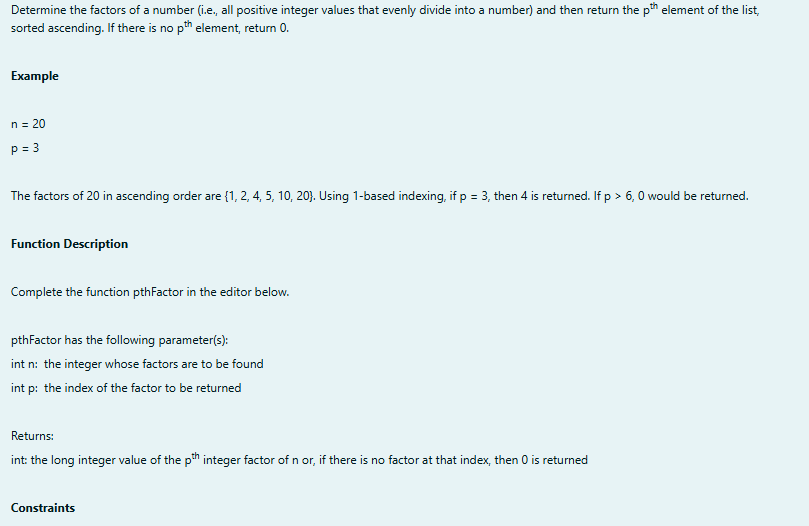 Determine the factors of a number (i.e., all positive integer values that evenly divide into a number) and then return the pth element of the list,
sorted ascending. If there is no pth element, return 0.
Example
n = 20
p = 3
The factors of 20 in ascending order are {1, 2, 4, 5, 10, 20}. Using 1-based indexing, if p = 3, then 4 is returned. If p > 6, 0 would be returned.
Function Description
Complete the function pthFactor in the editor below.
pthFactor has the following parameter(s):
int n:  the integer whose factors are to be found
int p:  the index of the factor to be returned
Returns:
int: the long integer value of the pth integer factor of n or, if there is no factor at that index, then 0 is returned
Constraints